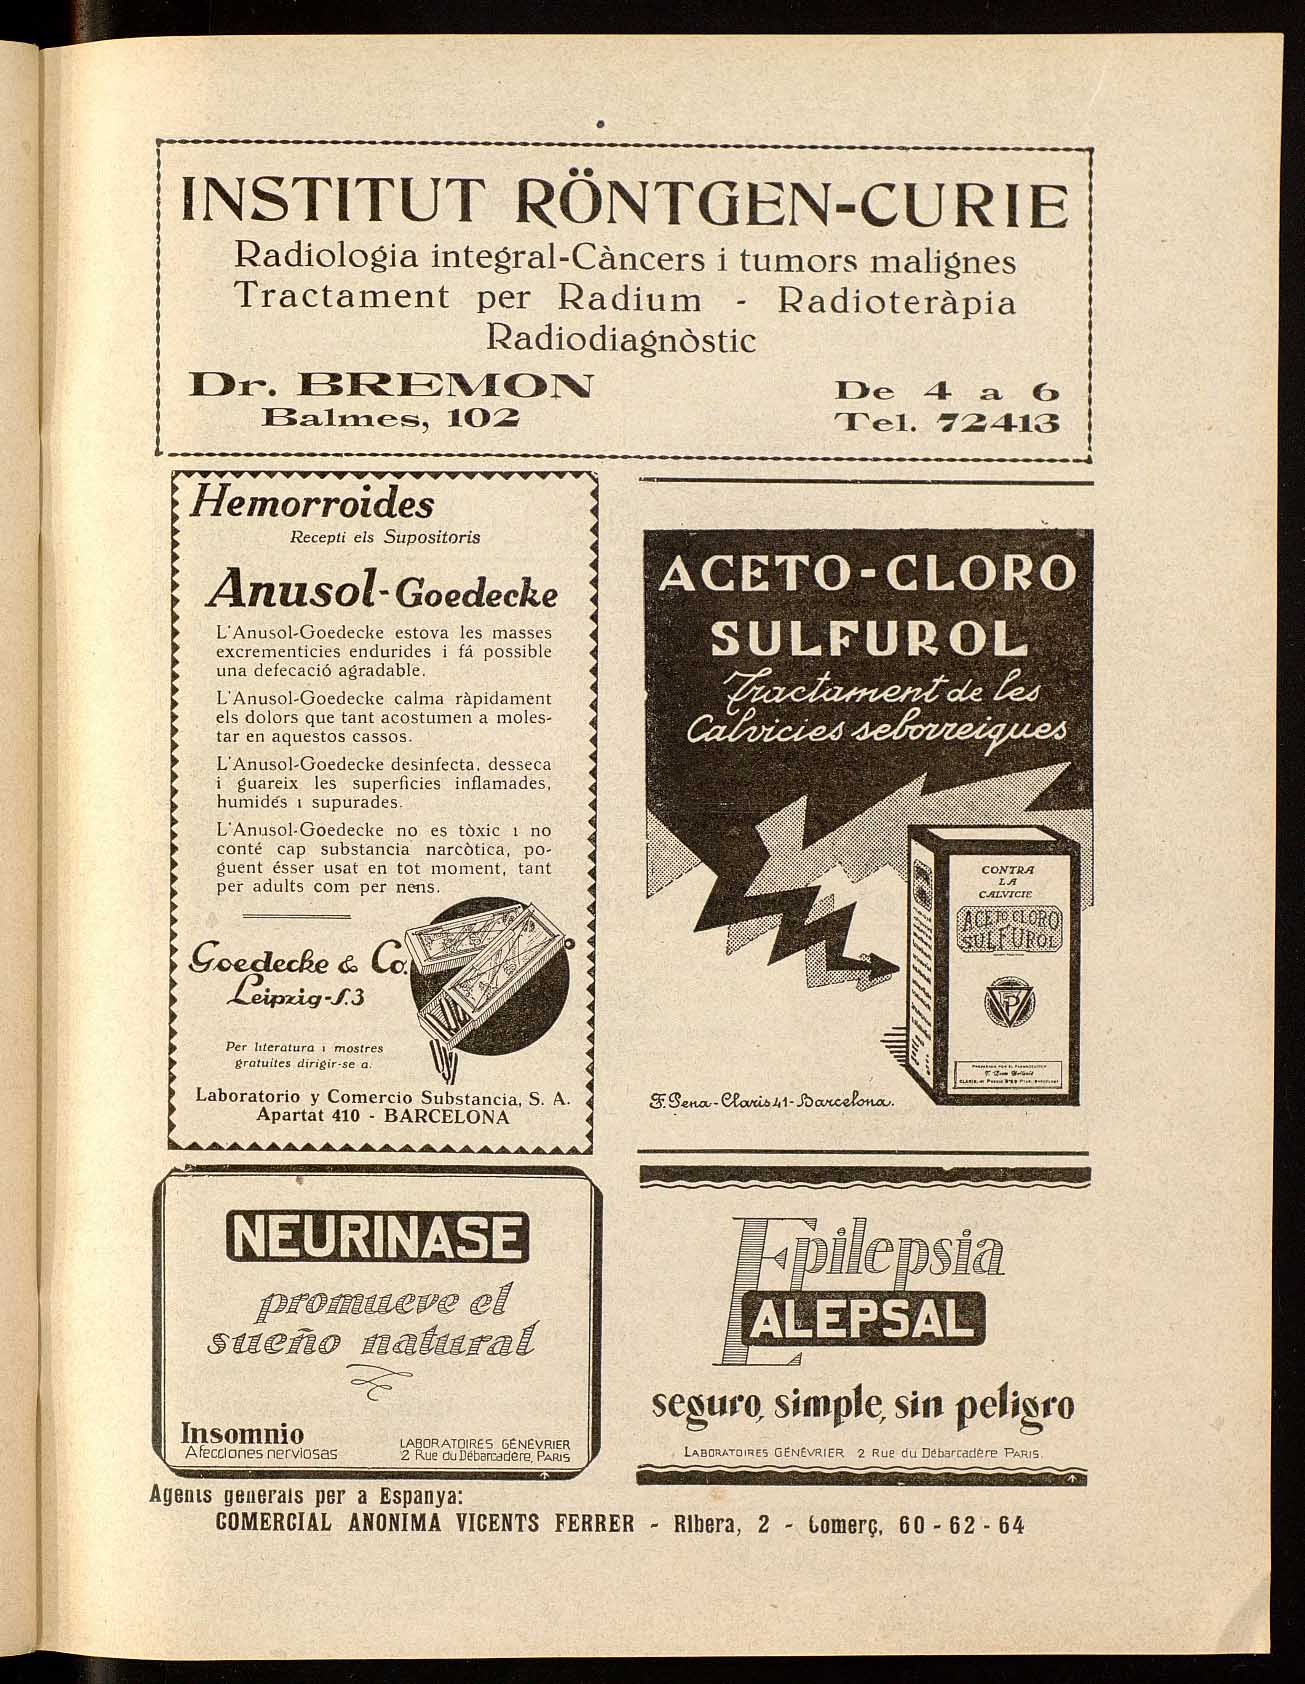 INSTITUT RÖNTGEN-CURIE
Radiologia integral-Càncers i tumors malignes
Tractament per Radium - Radioteràpia
Radiodiagnòstic
Dr. BREMON
Balmes, 102
De 4 a 6
Tel. 72413
Hemorroides
Recepti els Supositoris
Anusol-Goedecke
L'Anusol-Goedecke estova les masses
excrementicies endurides i fá possible
una defecació agradable.
L'Anusol-Goedecke calma ràpidament
els dolors que tant acostumen a moles-
tar en aquestos cassos.
L'Anusol-Goedecke desinfecta, desseca
i guareix les superficies inflamades,
humidés i supurades.
L'Anusol-Goedecke no es tòxic i no
conté cap substancia narcòtica, po-
guent ésser usat en tot moment, tant
per adults com per nens.
Goedecke & Co.
Leipzig-S.3
Per literatura i mostres
gratuites dirigir-se a.
Laboratorio y Comercio Substancia, S. A.
Apartat 410 - BARCELONA
ACETO-CLORO
SULFUROL
Tractament de les
Calvicies seborreiques
CONTRA
LA
CALVICIE
ACETO CLORO
SULFUROL
F. Pena - Claris 41 - Barcelona.
NEURINASE
promueve el
sueño natural
Insomnio
Afecciones nerviosas
LABORATOIRES GÉNÉVRIER
2 Rue du Débarcadère, PARIS
Epilepsia
ALEPSAL
seguro, simple, sin peligro
LABORATOIRES GÉNÉVRIER 2 Rue du Débarcadère PARIS.
Agents generals per a Espanya:
COMERCIAL ANONIMA VICENTS FERRER - Ribera, 2 - Comerç, 60 - 62 - 64